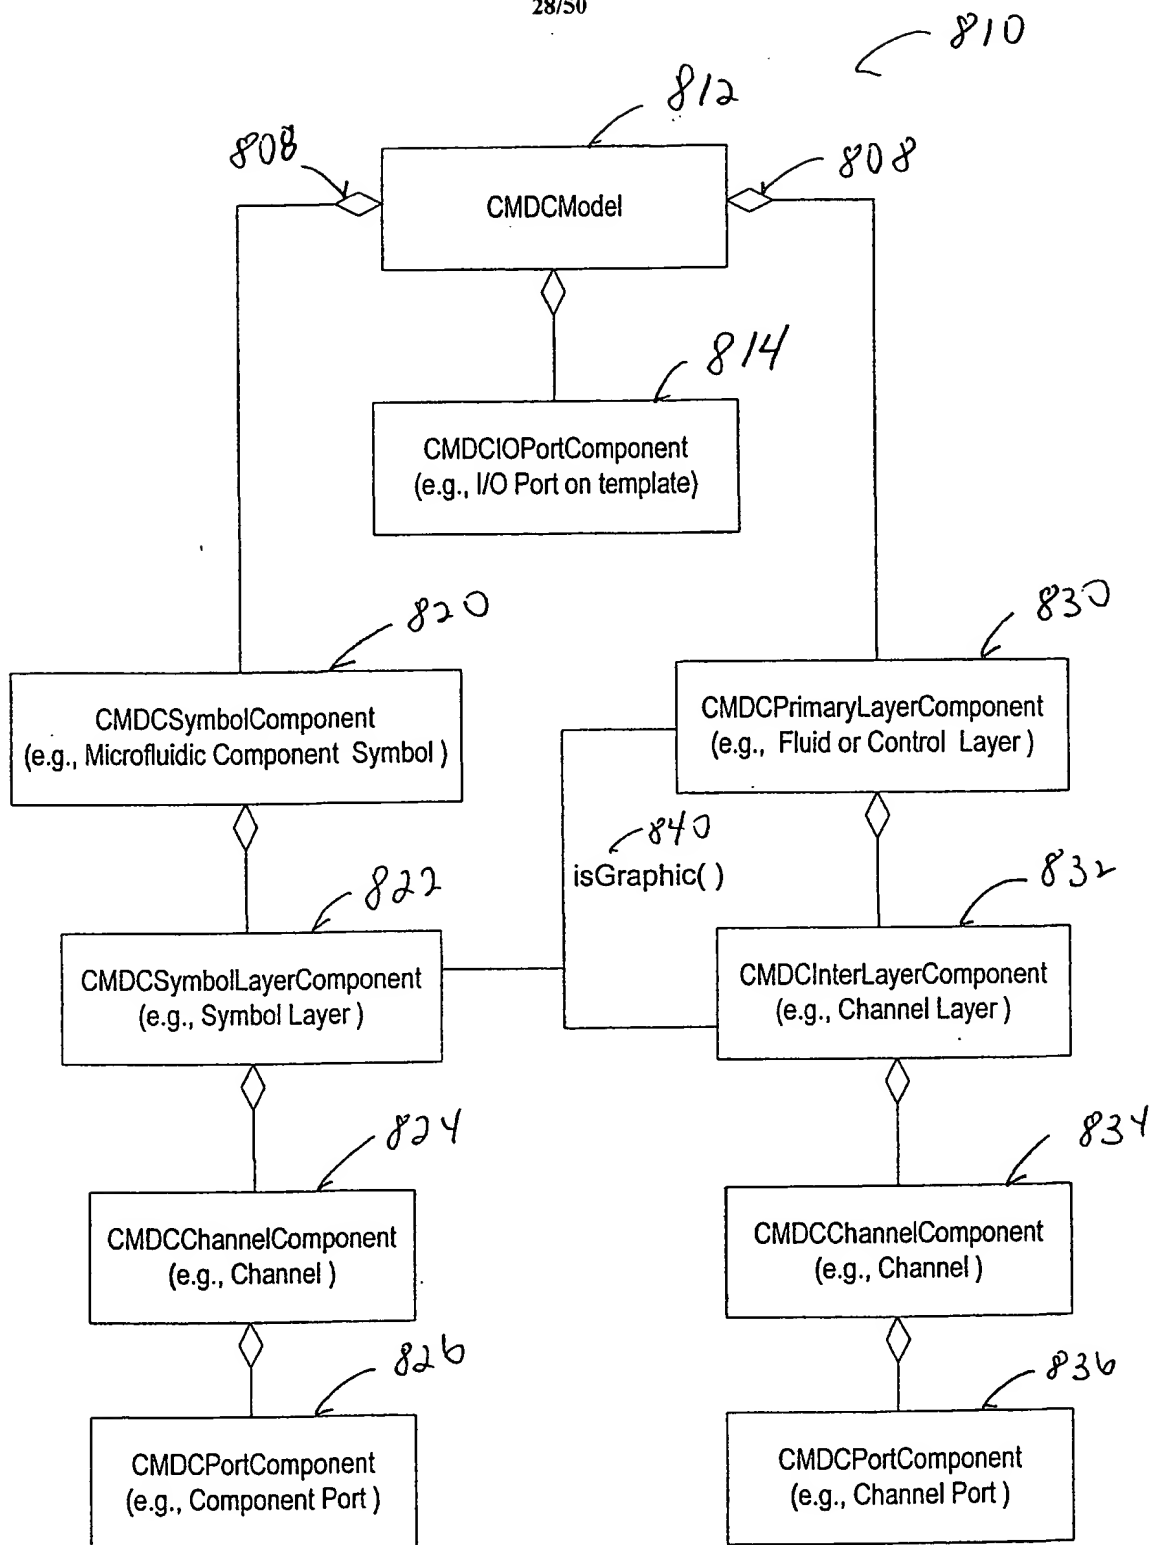 28/50
810
812
808
808
CMDCModel
814
CMDCIOPortComponent
(e.g., I/O Port on template)
820
830
CMDCSymbolComponent
(e.g., Microfluidic Component Symbol )
CMDCPrimaryLayerComponent
(e.g., Fluid or Control Layer )
840
isGraphic( )
822
832
CMDCSymbolLayerComponent
(e.g., Symbol Layer )
CMDCInterLayerComponent
(e.g., Channel Layer )
824
834
CMDCChannelComponent
(e.g., Channel )
CMDCChannelComponent
(e.g., Channel )
826
836
CMDCPortComponent
(e.g., Component Port )
CMDCPortComponent
(e.g., Channel Port )